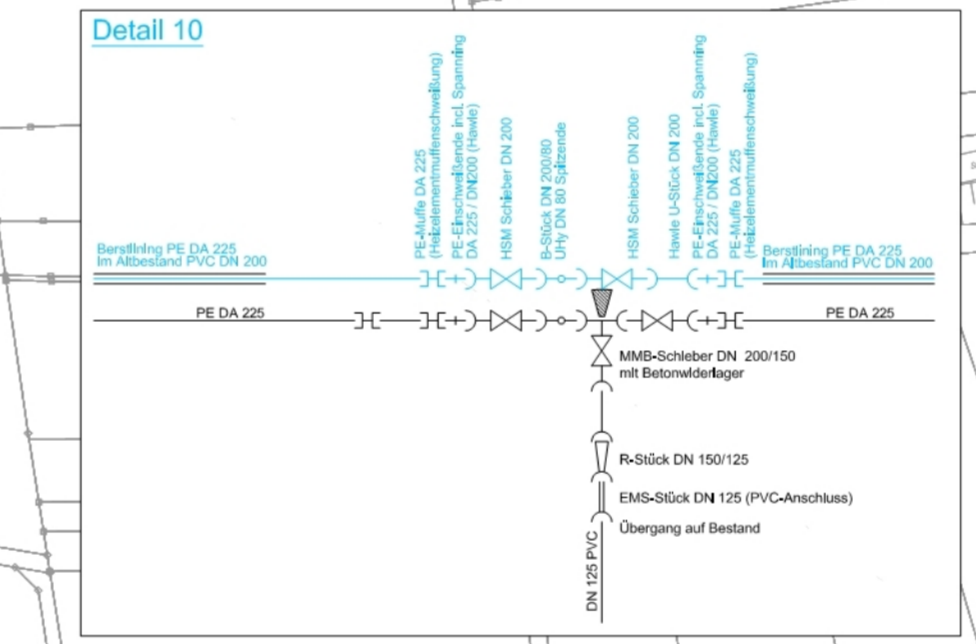 Detail 10
PE-Muffe DA 225
(Heizelementmuffenschweißung)
PE-Einschweißende incl. Spannring
DA 225 / DN200 (Hawle)
HSM Schieber DN 200
B-Stück DN 200/80
UHy DN 80 Spitzende
HSM Schieber DN 200
Hawle U-Stück DN 200
PE-Einschweißende incl. Spannring
DA 225 / DN200 (Hawle)
PE-Muffe DA 225
(Heizelementmuffenschweißung)
Berstlining PE DA 225
Im Altbestand PVC DN 200
Berstlining PE DA 225
Im Altbestand PVC DN 200
PE DA 225
PE DA 225
MMB-Schieber DN 200/150
mit Betonwiderlager
R-Stück DN 150/125
EMS-Stück DN 125 (PVC-Anschluss)
Übergang auf Bestand
DN 125 PVC